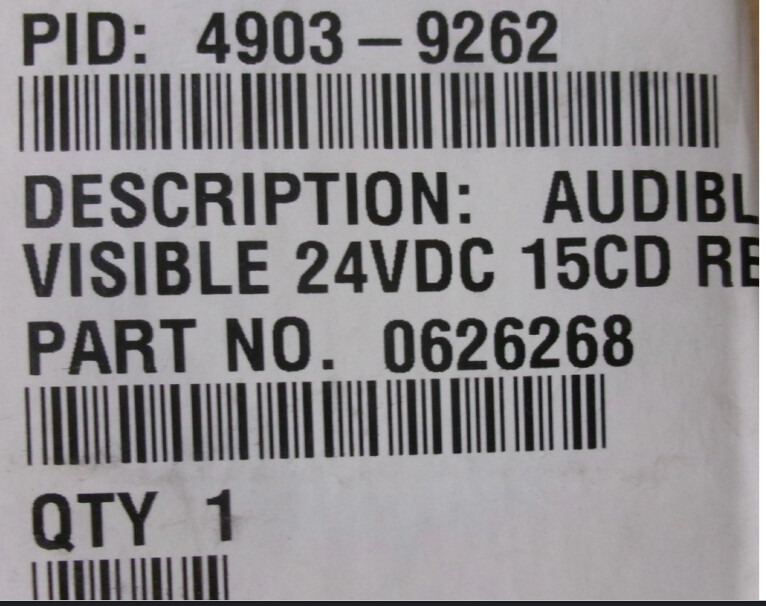 PID: 4903-9262
DESCRIPTION: AUDIBL
VISIBLE 24VDC 15CD RE
PART NO. 0626268
QTY 1